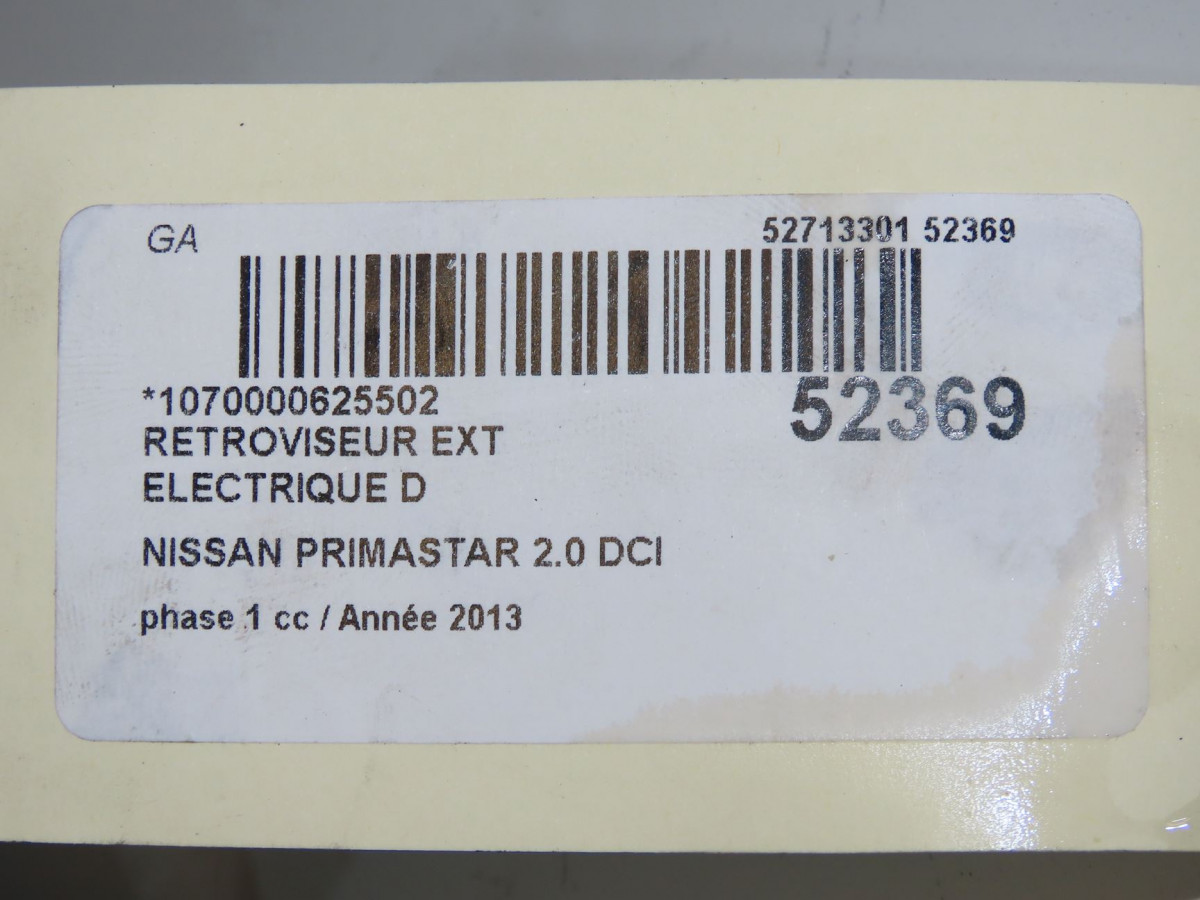 GA
52713301 52369
*1070000625502
52369
RETROVISEUR EXT
ELECTRIQUE D
NISSAN PRIMASTAR 2.0 DCI
phase 1 cc / Année 2013